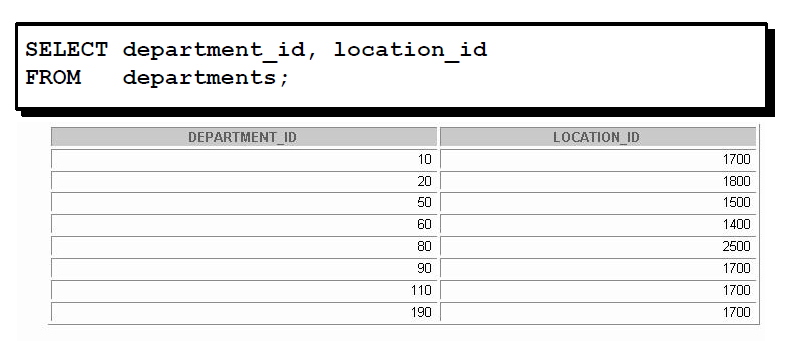 SELECT department_id, location_id
FROM   departments;
DEPARTMENT_ID LOCATION_ID
10 1700
20 1800
50 1500
60 1400
80 2500
90 1700
110 1700
190 1700